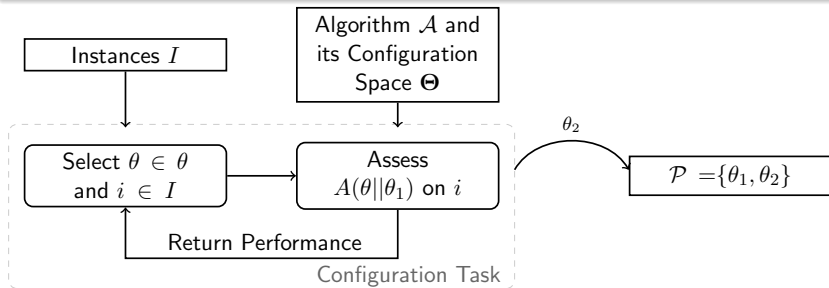 Instances I
Algorithm 𝒜 and
its Configuration
Space Θ
θ₂
Select θ ∈ θ
and i ∈ I
Assess
A(θ||θ₁) on i
𝒫 ={θ₁, θ₂}
Return Performance
Configuration Task